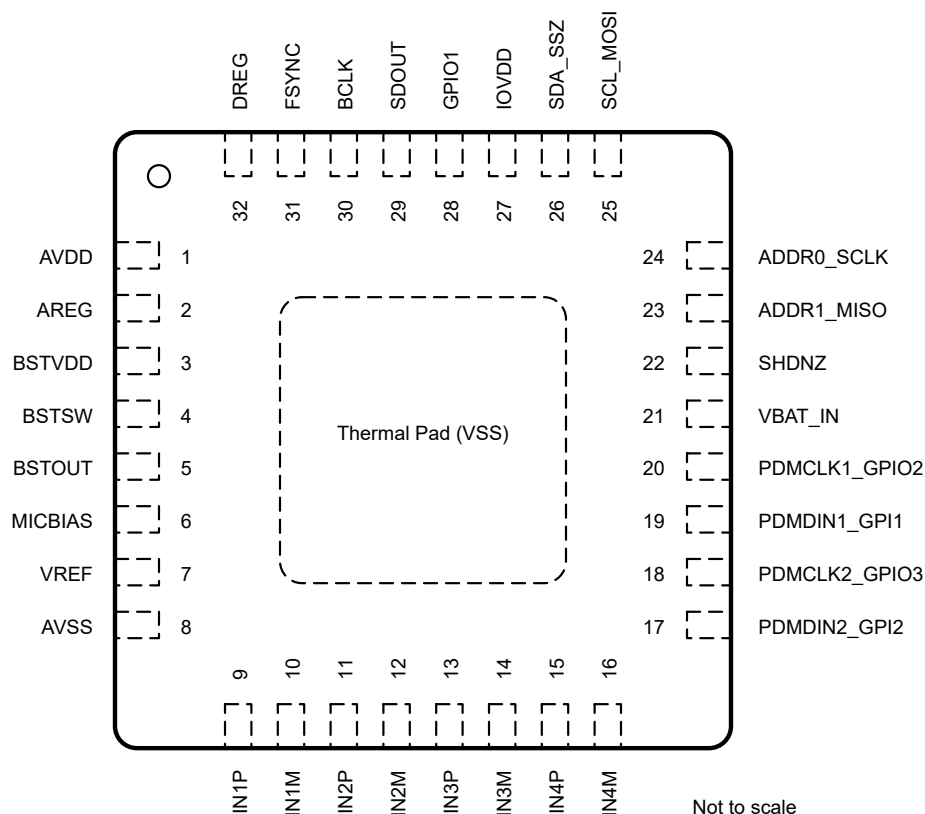 DREG
FSYNC
BCLK
SDOUT
GPIO1
IOVDD
SDA_SSZ
SCL_MOSI
32
31
30
29
28
27
26
25
AVDD 1
AREG 2
BSTVDD 3
BSTSW 4
BSTOUT 5
MICBIAS 6
VREF 7
AVSS 8
Thermal Pad (VSS)
24 ADDR0_SCLK
23 ADDR1_MISO
22 SHDNZ
21 VBAT_IN
20 PDMCLK1_GPIO2
19 PDMDIN1_GPI1
18 PDMCLK2_GPIO3
17 PDMDIN2_GPI2
9
10
11
12
13
14
15
16
IN1P
IN1M
IN2P
IN2M
IN3P
IN3M
IN4P
IN4M
Not to scale